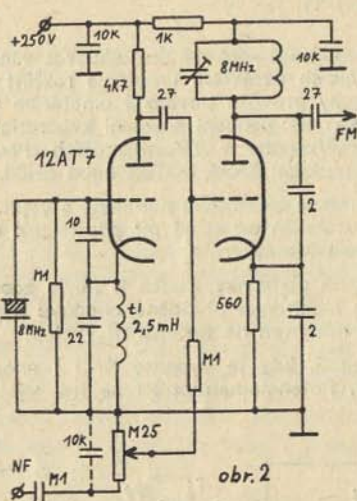 +250V
10k
1k
10k
4k7
8MHz
27
27
FM
12AT7
10
2
M1
8MHz
22
tl
2,5mH
560
2
M1
10k
M25
NF
M1
obr.2